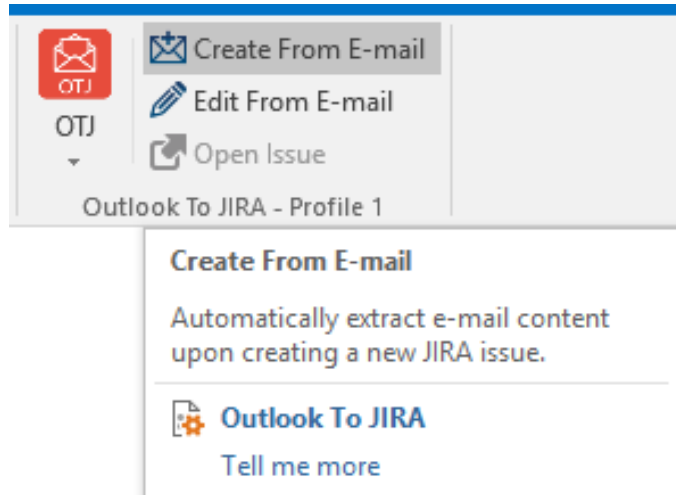 OTJ
OTJ
Create From E-mail
Edit From E-mail
Open Issue
Outlook To JIRA - Profile 1
Create From E-mail
Automatically extract e-mail content
upon creating a new JIRA issue.
Outlook To JIRA
Tell me more